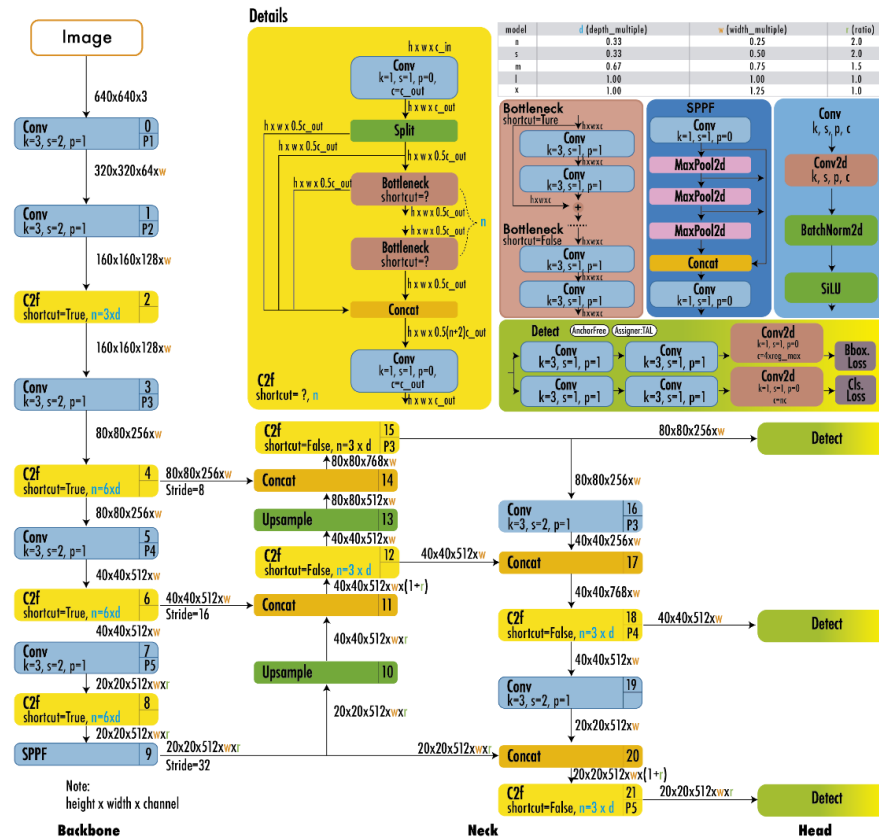 Image
640x640x3
Conv
k=3, s=2, p=1
0
P1
320x320x64xw
Conv
k=3, s=2, p=1
1
P2
160x160x128xw
C2f
shortcut=True, n=3xd
2
160x160x128xw
Conv
k=3, s=2, p=1
3
P3
80x80x256xw
C2f
shortcut=True, n=6xd
4
80x80x256xw
Stride=8
80x80x256xw
Conv
k=3, s=2, p=1
5
P4
40x40x512xw
C2f
shortcut=True, n=6xd
6
40x40x512xw
Stride=16
40x40x512xw
Conv
k=3, s=2, p=1
7
P5
20x20x512xwxr
C2f
shortcut=True, n=6xd
8
20x20x512xwxr
SPPF
9
20x20x512xwxr
Stride=32
Note:
height x width x channel
Backbone
Details
h x w x c_in
Conv
k=1, s=1, p=0,
c=c_out
h x w x c_out
h x w x 0.5c_out
Split
h x w x 0.5c_out
h x w x 0.5c_out
h x w x 0.5c_out
Bottleneck
shortcut=?
h x w x 0.5c_out
h x w x 0.5c_out
n
Bottleneck
shortcut=?
h x w x 0.5c_out
Concat
h x w x 0.5(n+2)c_out
Conv
k=1, s=1, p=0,
c=c_out
h x w x c_out
C2f
shortcut= ?, n
model d (depth_multiple) w (width_multiple) r (ratio)
n 0.33 0.25 2.0
s 0.33 0.50 2.0
m 0.67 0.75 1.5
l 1.00 1.00 1.0
x 1.00 1.25 1.0
Bottleneck
shortcut=Ture
hxwxc
Conv
k=3, s=1, p=1
Conv
k=3, s=1, p=1
hxwxc
+
Bottleneck
shortcut=False
hxwxc
Conv
k=3, s=1, p=1
Conv
k=3, s=1, p=1
hxwxc
SPPF
Conv
k=1, s=1, p=0
MaxPool2d
MaxPool2d
MaxPool2d
Concat
Conv
k=1, s=1, p=0
Conv
k, s, p, c
Conv2d
k, s, p, c
BatchNorm2d
SiLU
Detect
AnchorFree
Assigner:TAL
Conv
k=3, s=1, p=1
Conv
k=3, s=1, p=1
Conv2d
k=1, s=1, p=0
c=4xreg_max
Bbox.
Loss
Conv
k=3, s=1, p=1
Conv
k=3, s=1, p=1
Conv2d
k=1, s=1, p=0
c=nc
Cls.
Loss
C2f
shortcut=False, n=3 x d
15
P3
80x80x256xw
80x80x768xw
Concat
14
80x80x512xw
Upsample
13
40x40x512xw
C2f
shortcut=False, n=3 x d
12
40x40x512xw
40x40x512xwx(1+r)
Concat
11
40x40x512xwxr
Upsample
10
20x20x512xwxr
80x80x256xw
Conv
k=3, s=2, p=1
16
P3
40x40x256xw
Concat
17
40x40x768xw
C2f
shortcut=False, n=3 x d
18
P4
40x40x512xw
40x40x512xw
Conv
k=3, s=2, p=1
19
20x20x512xw
20x20x512xwxr
Concat
20
20x20x512xwx(1+r)
C2f
shortcut=False, n=3 x d
21
P5
20x20x512xwxr
Neck
Detect
Detect
Detect
Head